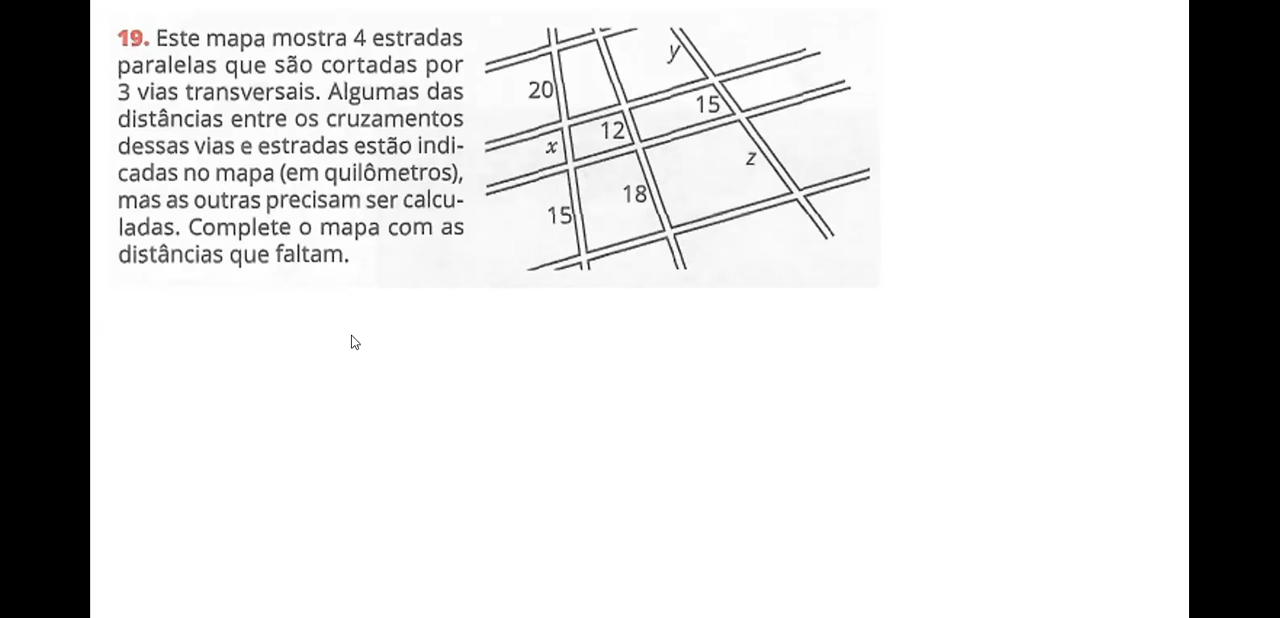 19. Este mapa mostra 4 estradas
paralelas que são cortadas por
3 vias transversais. Algumas das
distâncias entre os cruzamentos
dessas vias e estradas estão indi-
cadas no mapa (em quilômetros),
mas as outras precisam ser calcu-
ladas. Complete o mapa com as
distâncias que faltam.
y
20
15
12
x
z
18
15